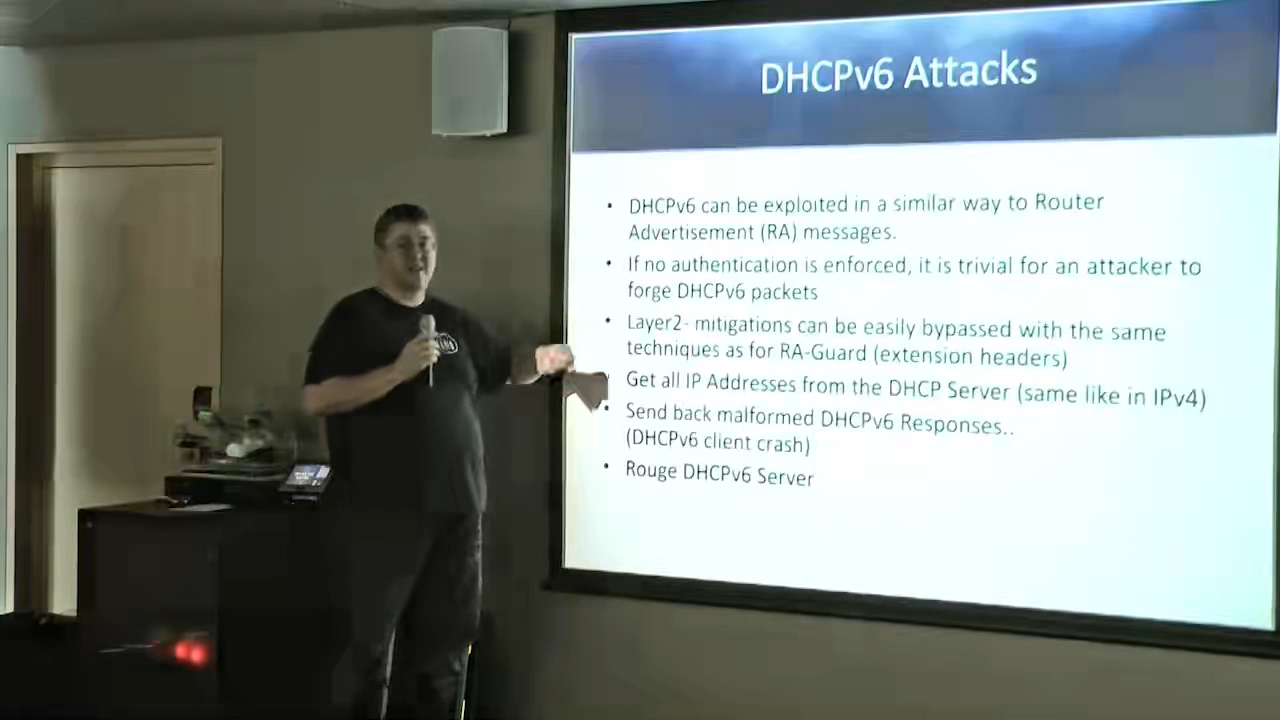 DHCPv6 Attacks
• DHCPv6 can be exploited in a similar way to Router
Advertisement (RA) messages.
• If no authentication is enforced, it is trivial for an attacker to
forge DHCPv6 packets
• Layer2- mitigations can be easily bypassed with the same
techniques as for RA-Guard (extension headers)
Get all IP Addresses from the DHCP Server (same like in IPv4)
• Send back malformed DHCPv6 Responses..
(DHCPv6 client crash)
• Rouge DHCPv6 Server